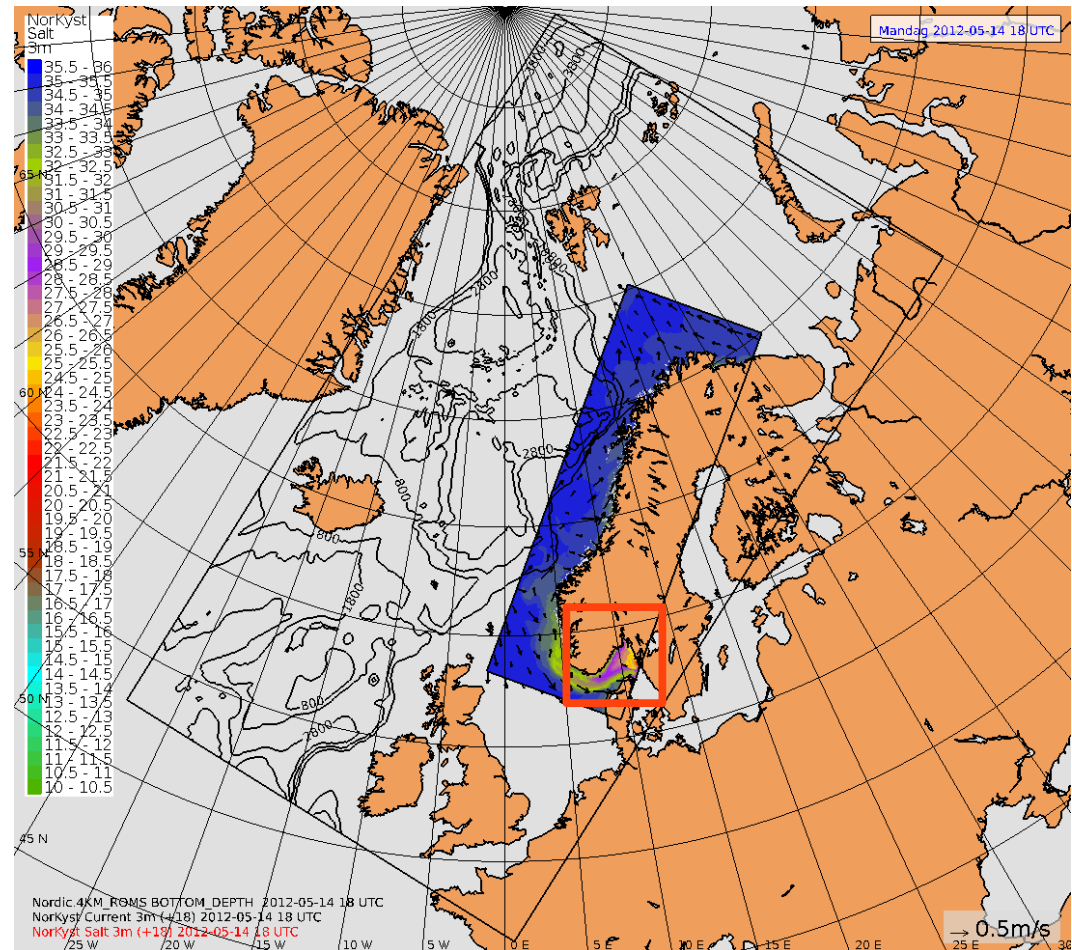 NorKyst
Salt
3m
Mandag 2012-05-14 18 UTC
35.5 - 36
35 - 35.5
34.5 - 35
34 - 34.5
33.5 - 34
33 - 33.5
32.5 - 33
32 - 32.5
31.5 - 32
31 - 31.5
30.5 - 31
30 - 30.5
29.5 - 30
29 - 29.5
28.5 - 29
28 - 28.5
27.5 - 28
27 - 27.5
26.5 - 27
26 - 26.5
25.5 - 26
25 - 25.5
24.5 - 25
24 - 24.5
23.5 - 24
23 - 23.5
22.5 - 23
22 - 22.5
21.5 - 22
21 - 21.5
20.5 - 21
20 - 20.5
19.5 - 20
19 - 19.5
18.5 - 19
18 - 18.5
17.5 - 18
17 - 17.5
16.5 - 17
16 - 16.5
15.5 - 16
15 - 15.5
14.5 - 15
14 - 14.5
13.5 - 14
13 - 13.5
12.5 - 13
12 - 12.5
11.5 - 12
11 - 11.5
10.5 - 11
10 - 10.5
65 N
60 N
55 N
50 N
45 N
3800
3800
2800
1800
2800
800
800
1800
800
2800
Nordic.4KM_ROMS BOTTOM_DEPTH 2012-05-14 18 UTC
NorKyst Current 3m (+18) 2012-05-14 18 UTC
NorKyst Salt 3m (+18) 2012-05-14 18 UTC
0.5m/s
25 W
20 W
15 W
10 W
5 W
0 E
5 E
10 E
15 E
20 E
25 E